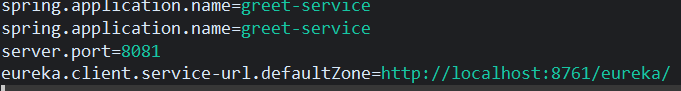 spring.application.name=greet-service
spring.application.name=greet-service
server.port=8081
eureka.client.service-url.defaultZone=http://localhost:8761/eureka/